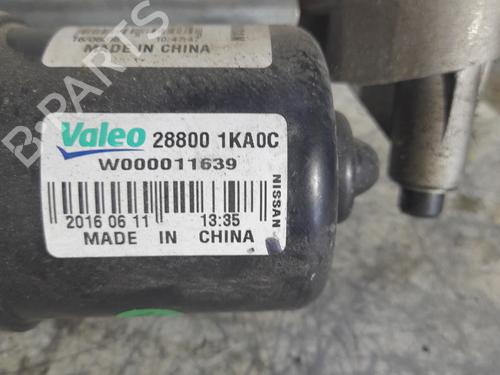 MADE IN CHINA
B-PARTS
Valeo 28800 1KA0C
W000011639
NISSAN
2016 06 11 13:35
MADE IN CHINA